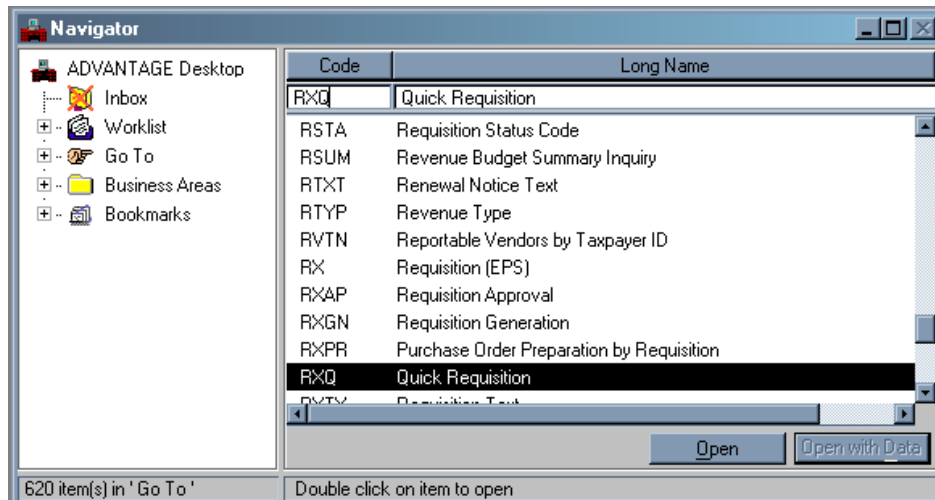 Navigator
ADVANTAGE Desktop
Inbox
Worklist
Go To
Business Areas
Bookmarks
Code Long Name
RXQ Quick Requisition
RSTA Requisition Status Code
RSUM Revenue Budget Summary Inquiry
RTXT Renewal Notice Text
RTYP Revenue Type
RVTN Reportable Vendors by Taxpayer ID
RX Requisition (EPS)
RXAP Requisition Approval
RXGN Requisition Generation
RXPR Purchase Order Preparation by Requisition
RXQ Quick Requisition
RXTX Requisition Text
Open Open with Data
620 item(s) in ' Go To ' Double click on item to open